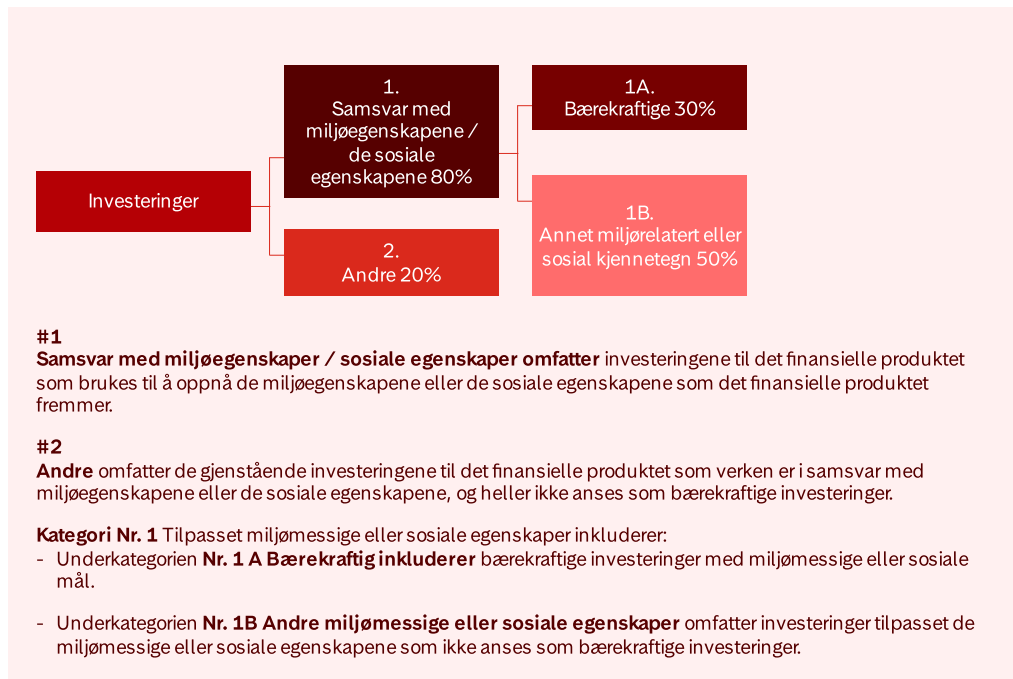 Investeringer
1.
Samsvar med
miljøegenskapene /
de sosiale
egenskapene 80%
2.
Andre 20%
1A.
Bærekraftige 30%
1B.
Annet miljørelatert eller
sosial kjennetegn 50%
#1
Samsvar med miljøegenskaper / sosiale egenskaper omfatter investeringene til det finansielle produktet
som brukes til å oppnå de miljøegenskapene eller de sosiale egenskapene som det finansielle produktet
fremmer.
#2
Andre omfatter de gjenstående investeringene til det finansielle produktet som verken er i samsvar med
miljøegenskapene eller de sosiale egenskapene, og heller ikke anses som bærekraftige investeringer.
Kategori Nr. 1 Tilpasset miljømessige eller sosiale egenskaper inkluderer:
- Underkategorien Nr. 1 A Bærekraftig inkluderer bærekraftige investeringer med miljømessige eller sosiale
mål.
- Underkategorien Nr. 1B Andre miljømessige eller sosiale egenskaper omfatter investeringer tilpasset de
miljømessige eller sosiale egenskapene som ikke anses som bærekraftige investeringer.